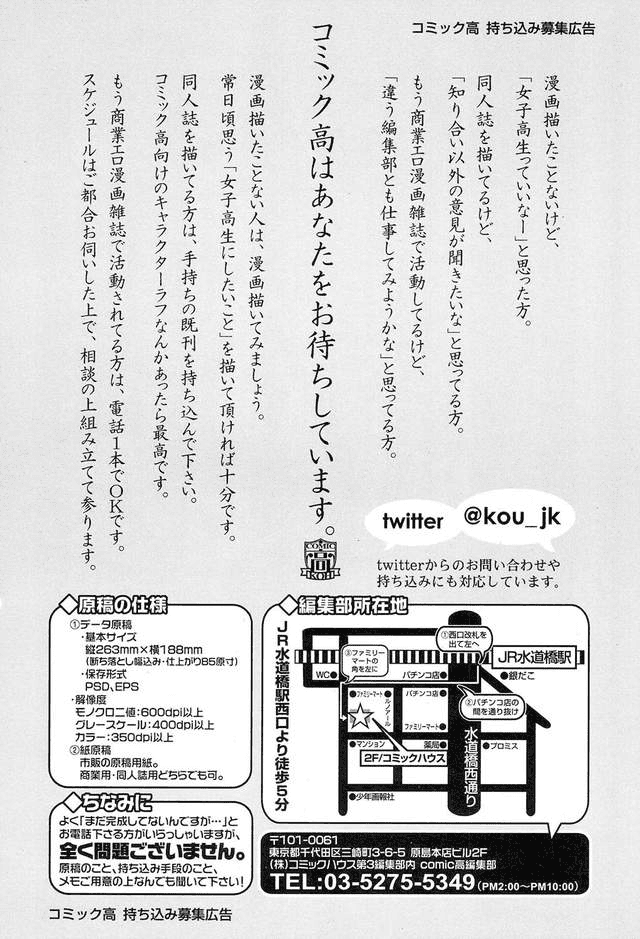 コミック高 持ち込み募集広告
漫画描いたことないけど、
「女子高生っていいなー」と思った方。
同人誌を描いてるけど、
「知り合い以外の意見が聞きたいな」と思ってる方。
もう商業エロ漫画雑誌で活動してるけど、
「違う編集部とも仕事してみようかな」と思ってる方。
コミック高はあなたをお待ちしています。
COMIC
高
KOH
漫画描いたことない人は、漫画描いてみましょう。
常日頃思う「女子高生にしたいこと」を描いて頂ければ十分です。
同人誌を描いてる方は、手持ちの既刊を持ち込んで下さい。
コミック高向けのキャラクターラフなんかあったら最高です。
もう商業エロ漫画雑誌で活動されてる方は、電話1本でOKです。
スケジュールはご都合お伺いした上で、相談の上組み立てて参ります。
twitter
@kou_jk
twitterからのお問い合わせや
持ち込みにも対応しています。
◆原稿の仕様
①データ原稿
・基本サイズ
縦263mm×横188mm
(断ち落とし幅込み・仕上がりB5原寸)
・保存形式
PSD、EPS
・解像度
モノクロ二値：600dpi以上
グレースケール：400dpi以上
カラー：350dpi以上
②紙原稿
市販の原稿用紙。
商業用・同人誌用どちらでも可。
◆ちなみに
よく「まだ完成してないんですが…」と
お電話下さる方がいらっしゃいますが、
全く問題ございません。
原稿のこと、持ち込み手段のこと、
メモご用意の上なんでも聞いて下さい。
◆編集部所在地
JR水道橋駅西口より徒歩5分
①西口改札を
出て左へ
JR水道橋駅
③ファミリー
マートの
角を左に
WC●
パチンコ店
●銀だこ
②パチンコ店の
間を通り抜け
●ファミリーマート
ルノアール
パチンコ店
ファミリーマート●
●マンション
薬局●
●プロミス
2F/コミックハウス
水道橋西通り
●少年画報社
〒101-0061
東京都千代田区三崎町3-6-5 原島本店ビル2F
(株)コミックハウス第3編集部内 comic高編集部
TEL:03-5275-5349(PM2:00～PM10:00)
コミック高 持ち込み募集広告